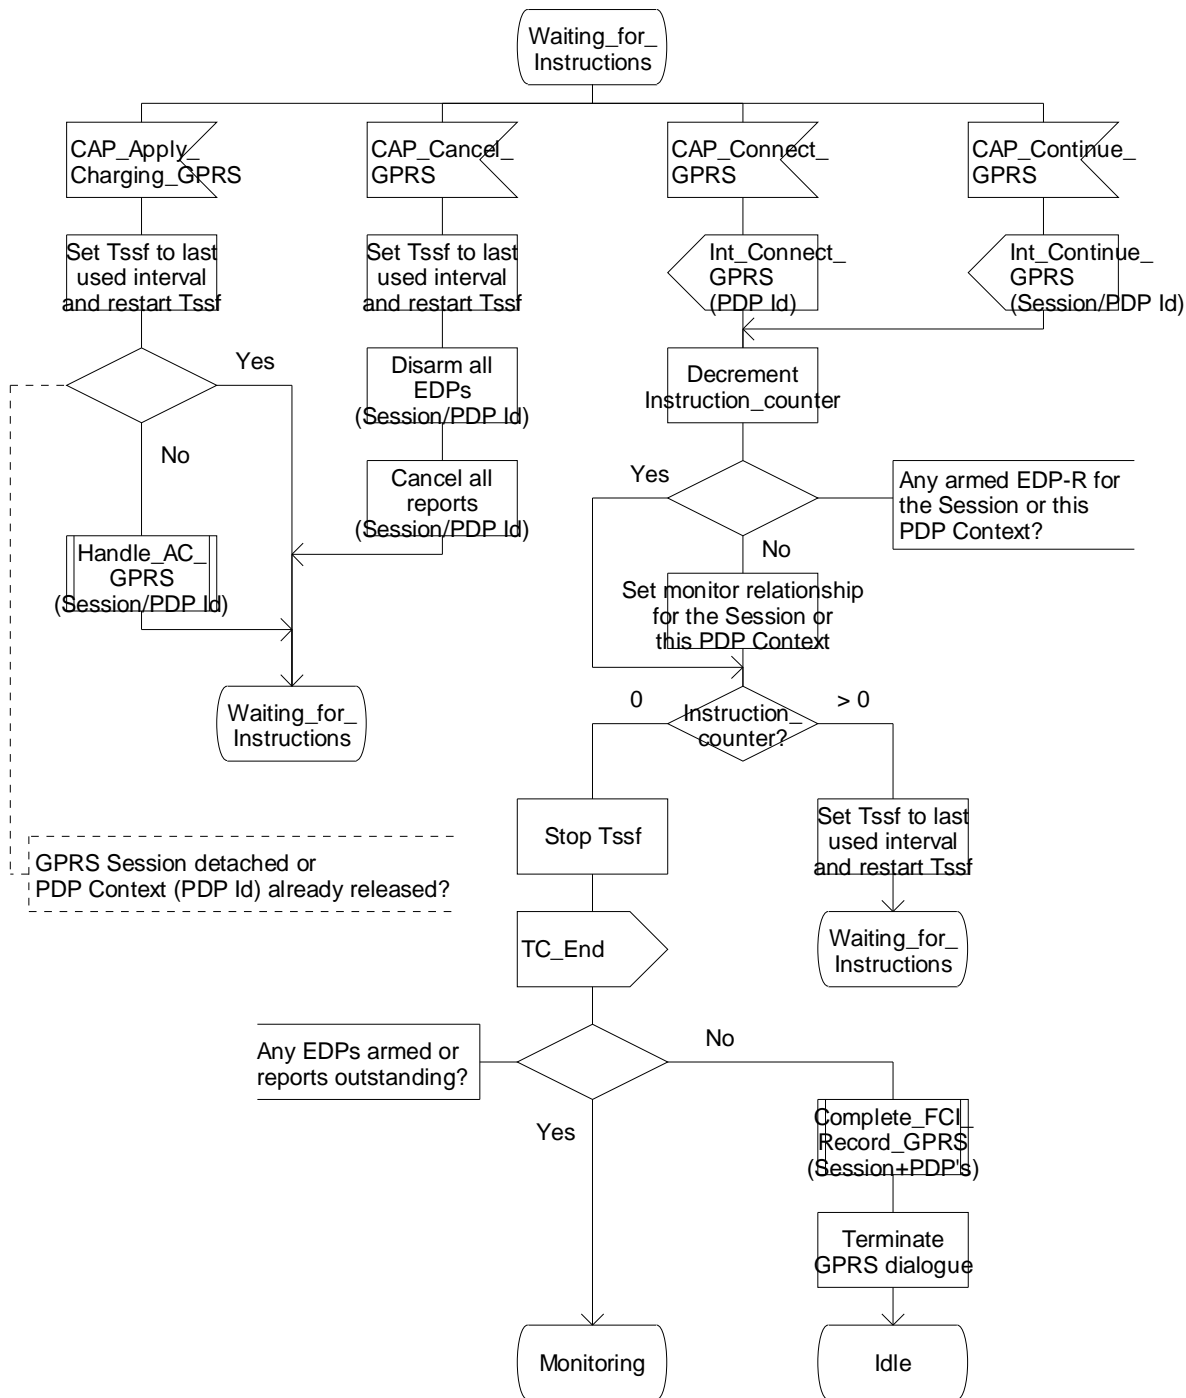 Waiting_for_
Instructions
CAP_Apply_
Charging_GPRS
CAP_Cancel_
GPRS
CAP_Connect_
GPRS
CAP_Continue_
GPRS
Set Tssf to last
used interval
and restart Tssf
Set Tssf to last
used interval
and restart Tssf
Int_Connect_
GPRS
(PDP Id)
Int_Continue_
GPRS
(Session/PDP Id)
Yes
Disarm all
EDPs
(Session/PDP Id)
Decrement
Instruction_counter
No
Cancel all
reports
(Session/PDP Id)
Yes
Any armed EDP-R for
the Session or this
PDP Context?
No
Handle_AC_
GPRS
(Session/PDP Id)
Set monitor relationship
for the Session or
this PDP Context
Waiting_for_
Instructions
0
Instruction_
counter?
> 0
Stop Tssf
Set Tssf to last
used interval
and restart Tssf
GPRS Session detached or
PDP Context (PDP Id) already released?
TC_End
Waiting_for_
Instructions
Any EDPs armed or
reports outstanding?
No
Yes
Complete_FCI_
Record_GPRS
(Session+PDP's)
Terminate
GPRS dialogue
Monitoring
Idle